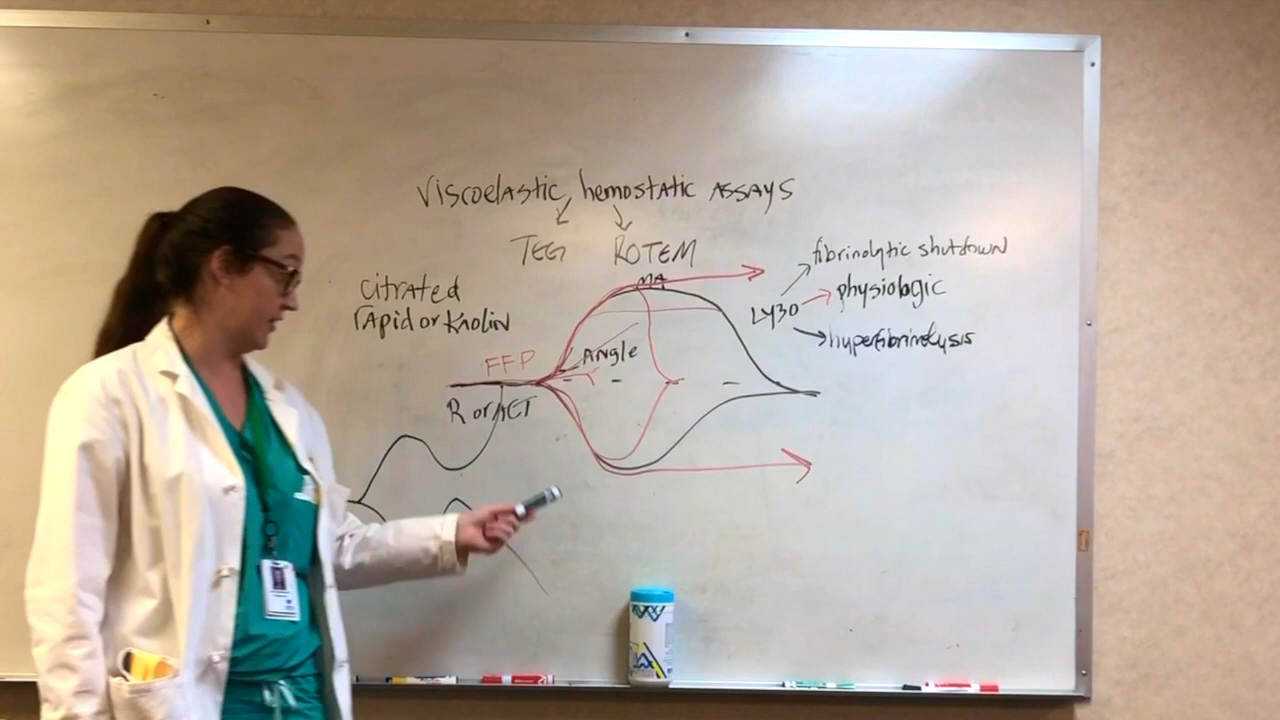 Viscoelastic, hemostatic ASSAYS
TEG ROTEM
Citrated
rapid or Kaolin
MA
fibrinolytic shutdown
LY30
physiologic
hyperfibrinolysis
FFP
Angle
R or ACT